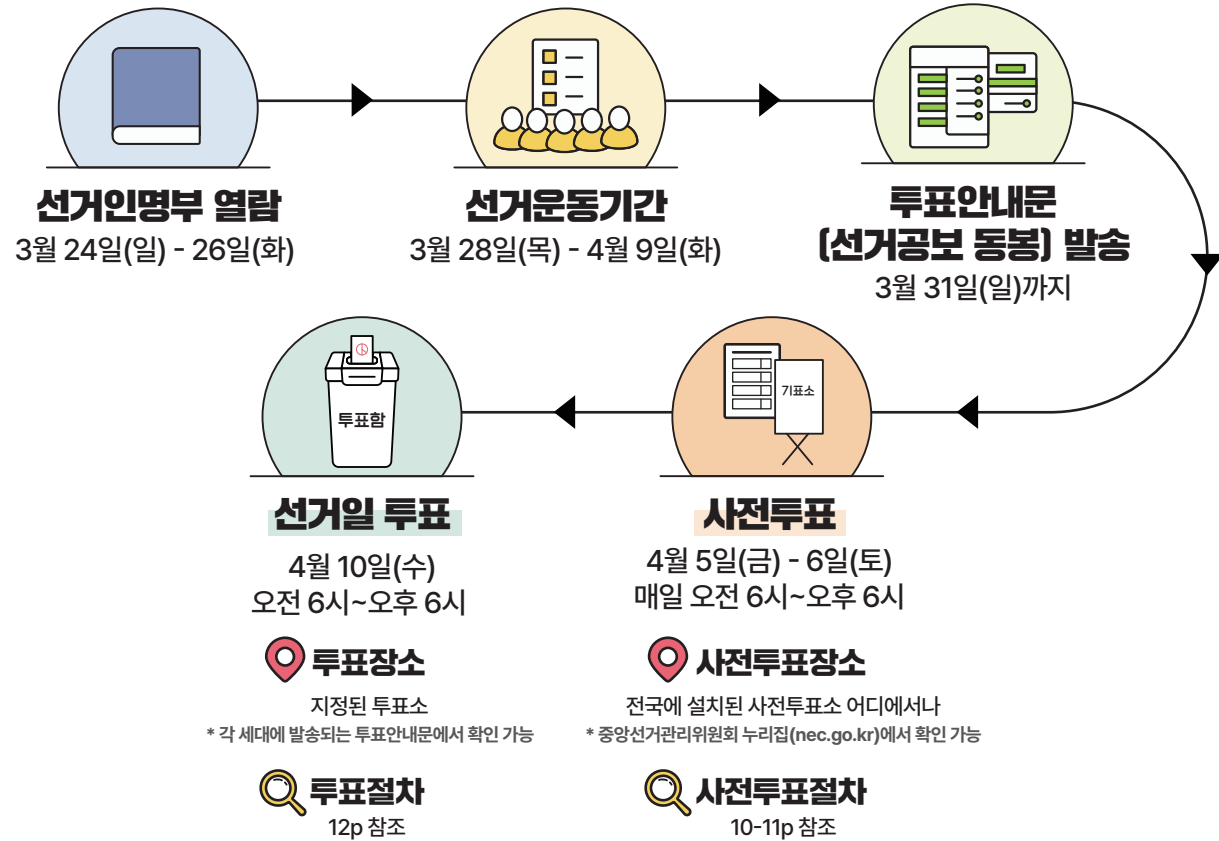 선거인명부 열람
3월 24일(일) - 26일(화)
선거운동기간
3월 28일(목) - 4월 9일(화)
투표안내문
(선거공보 동봉) 발송
3월 31일(일)까지
기표소
사전투표
4월 5일(금) - 6일(토)
매일 오전 6시~오후 6시
사전투표장소
전국에 설치된 사전투표소 어디에서나
* 중앙선거관리위원회 누리집(nec.go.kr)에서 확인 가능
사전투표절차
10-11p 참조
투표함
선거일 투표
4월 10일(수)
오전 6시~오후 6시
투표장소
지정된 투표소
* 각 세대에 발송되는 투표안내문에서 확인 가능
투표절차
12p 참조